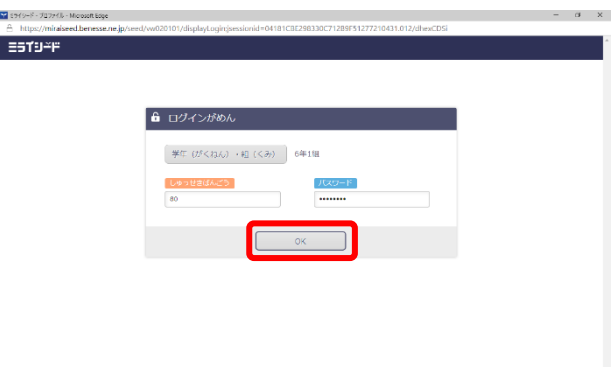 ミライシード - プロファイル - Microsoft Edge
https://miraiseed.benesse.ne.jp/seed/vw020101/displayLogin;jsessionid=04181CBE298330C71289F51277210431.012/dhexCDSi
ミライシード
ログインがめん
学年（がくねん）・組（くみ） 6年1組
しゅっせきばんごう パスワード
80 ••••••••
OK